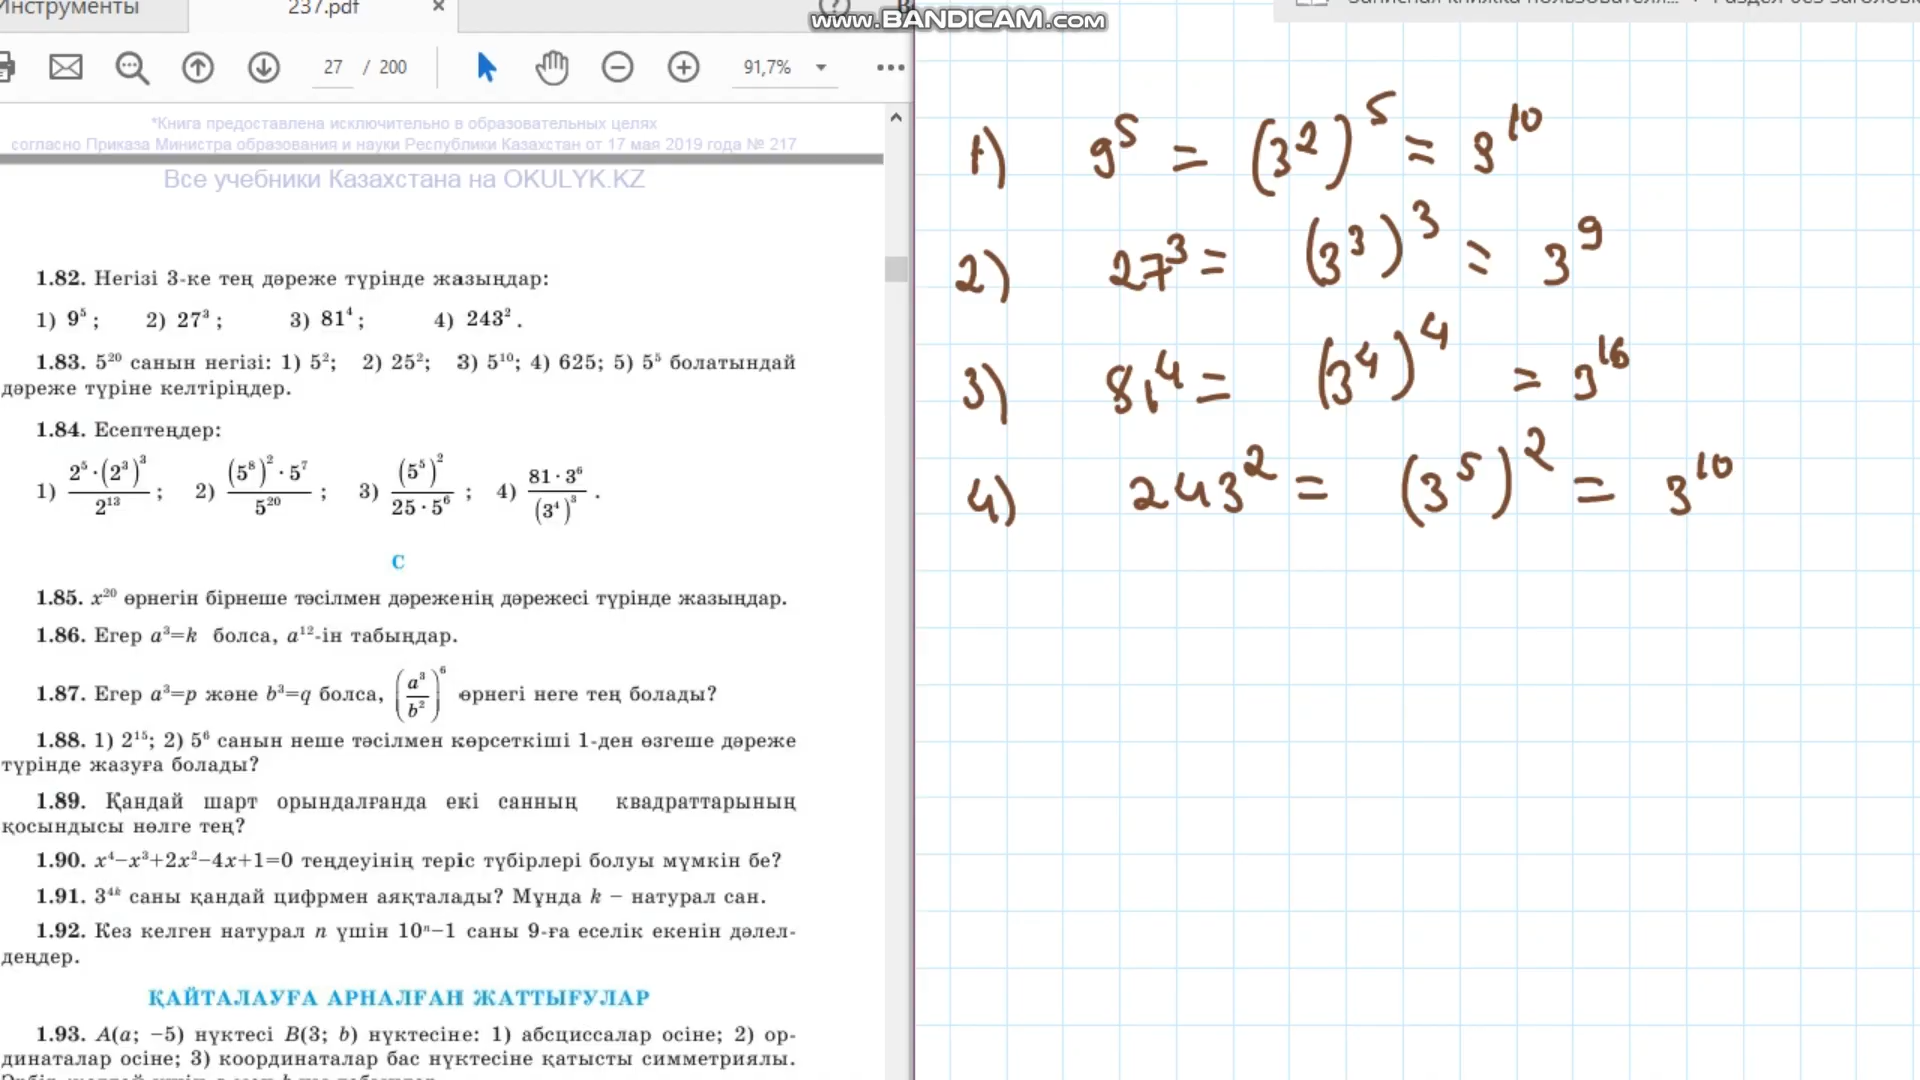 Инструменты
237.pdf ×
www.BANDICAM.com
27 / 200
91,7%
*Книга предоставлена исключительно в образовательных целях
согласно Приказа Министра образования и науки Республики Казахстан от 17 мая 2019 года № 217
Все учебники Казахстана на OKULYK.KZ
1.82. Негізі 3-ке тең дәреже түрінде жазыңдар:
1) 9⁵ ; 2) 27³ ; 3) 81⁴ ; 4) 243² .
1.83. 5²⁰ санын негізі: 1) 5²; 2) 25²; 3) 5¹⁰; 4) 625; 5) 5⁵ болатындай
дәреже түріне келтіріңдер.
1.84. Есептеңдер:
1) (2⁵ · (2³)³) / 2¹³ ; 2) ((5⁸)² · 5⁷) / 5²⁰ ; 3) (5⁵)² / (25 · 5⁶) ; 4) (81 · 3⁶) / (3⁴)³ .
С
1.85. x²⁰ өрнегін бірнеше тәсілмен дәреженің дәрежесі түрінде жазыңдар.
1.86. Егер a³=k болса, a¹²-ін табыңдар.
1.87. Егер a³=p және b³=q болса, (a³/b²)⁶ өрнегі неге тең болады?
1.88. 1) 2¹⁵; 2) 5⁶ санын неше тәсілмен көрсеткіші 1-ден өзгеше дәреже
түрінде жазуға болады?
1.89. Қандай шарт орындалғанда екі санның квадраттарының
қосындысы нөлге тең?
1.90. x⁴−x³+2x²−4x+1=0 теңдеуінің теріс түбірлері болуы мүмкін бе?
1.91. 3⁴ᵏ саны қандай цифрмен аяқталады? Мұнда k – натурал сан.
1.92. Кез келген натурал n үшін 10ⁿ−1 саны 9-ға еселік екенін дәлел-
деңдер.
ҚАЙТАЛАУҒА АРНАЛҒАН ЖАТТЫҒУЛАР
1.93. A(a; −5) нүктесі B(3; b) нүктесіне: 1) абсциссалар осіне; 2) ор-
динаталар осіне; 3) координаталар бас нүктесіне қатысты симметриялы.
1) 9⁵ = (3²)⁵ = 3¹⁰
2) 27³ = (3³)³ = 3⁹
3) 81⁴ = (3⁴)⁴ = 3¹⁶
4) 243² = (3⁵)² = 3¹⁰